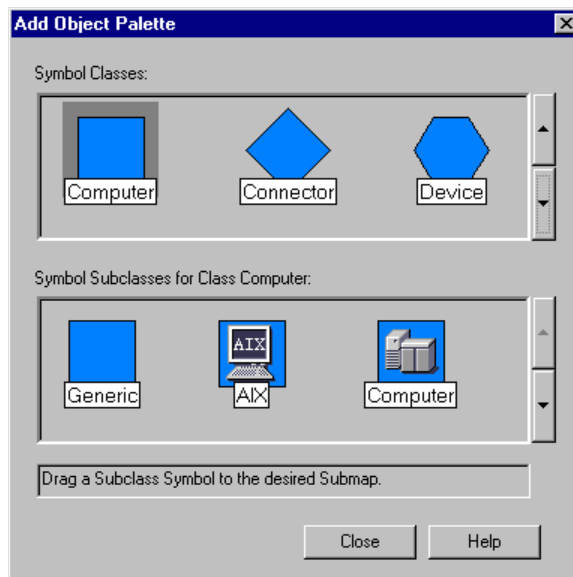 Add Object Palette
Symbol Classes:
Computer
Connector
Device
Symbol Subclasses for Class Computer:
AIX
Generic
AIX
Computer
Drag a Subclass Symbol to the desired Submap.
Close
Help